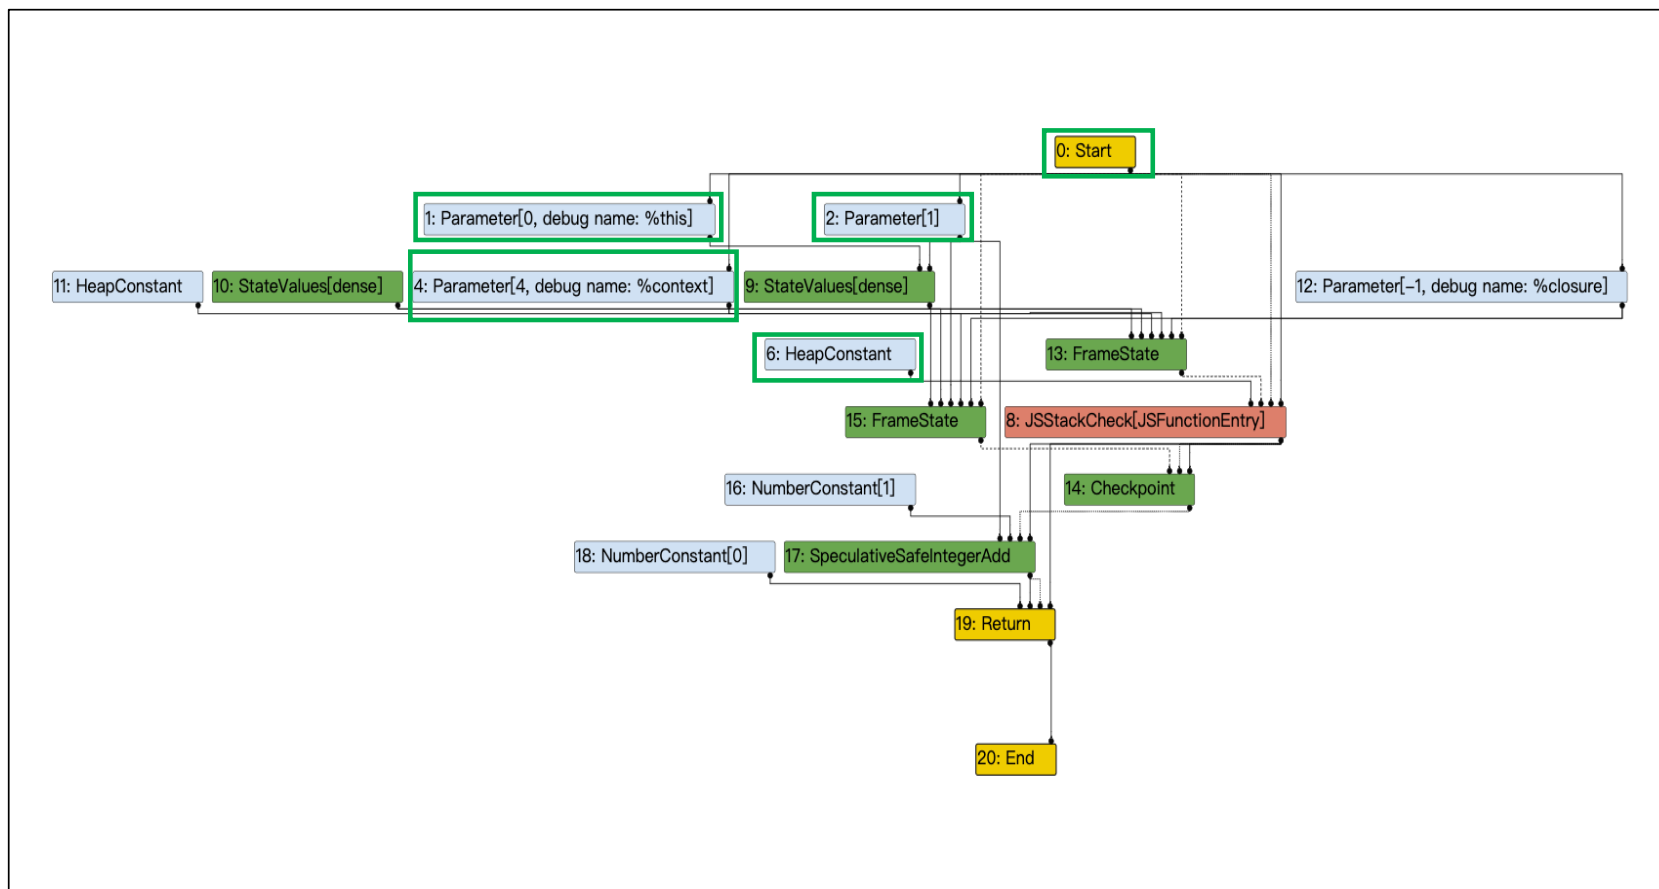 0: Start
1: Parameter[0, debug name: %this]
2: Parameter[1]
11: HeapConstant
10: StateValues[dense]
4: Parameter[4, debug name: %context]
9: StateValues[dense]
12: Parameter[−1, debug name: %closure]
6: HeapConstant
13: FrameState
15: FrameState
8: JSStackCheck[JSFunctionEntry]
16: NumberConstant[1]
14: Checkpoint
18: NumberConstant[0]
17: SpeculativeSafeIntegerAdd
19: Return
20: End